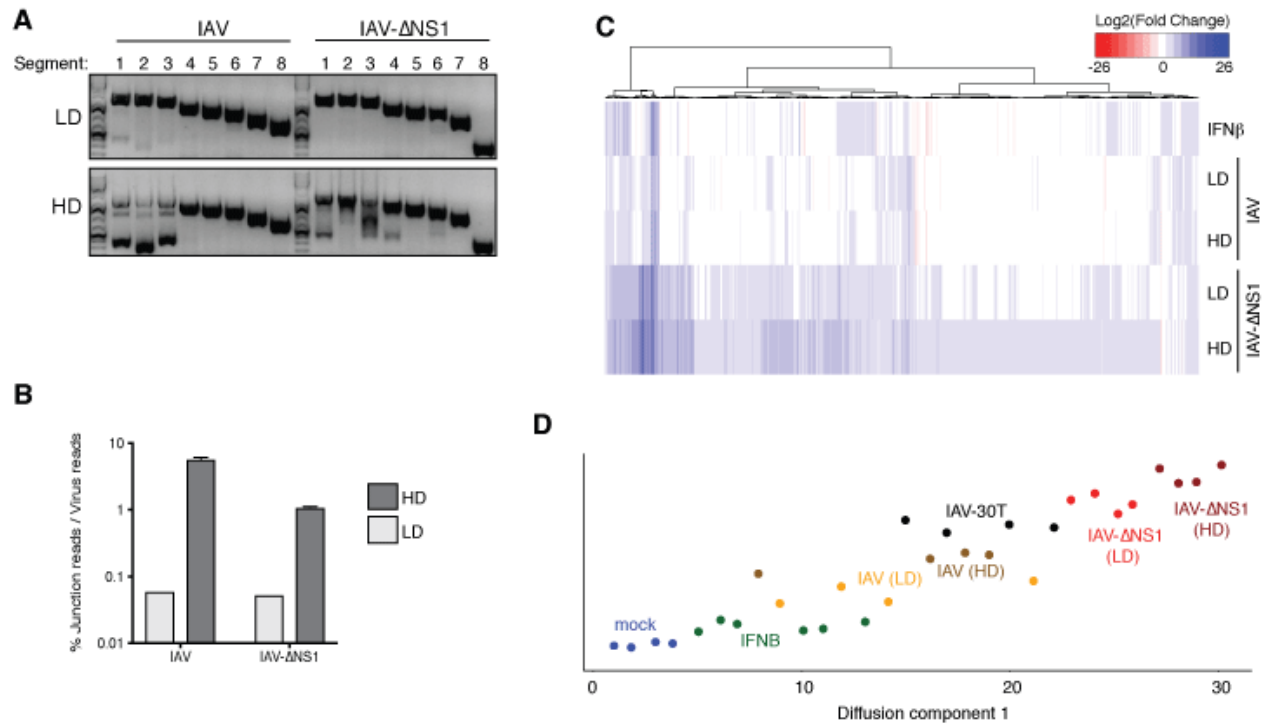 A
IAV
IAV-ΔNS1
Segment: 1 2 3 4 5 6 7 8 1 2 3 4 5 6 7 8
LD
HD
B
% Junction reads / Virus reads
10
1
0.1
0.01
IAV
IAV-ΔNS1
HD
LD
C
Log2(Fold Change)
-26 0 26
IFNβ
LD
HD
IAV
LD
HD
IAV-ΔNS1
D
mock
IFNB
IAV (LD)
IAV (HD)
IAV-30T
IAV-ΔNS1
(LD)
IAV-ΔNS1
(HD)
0 10 20 30
Diffusion component 1